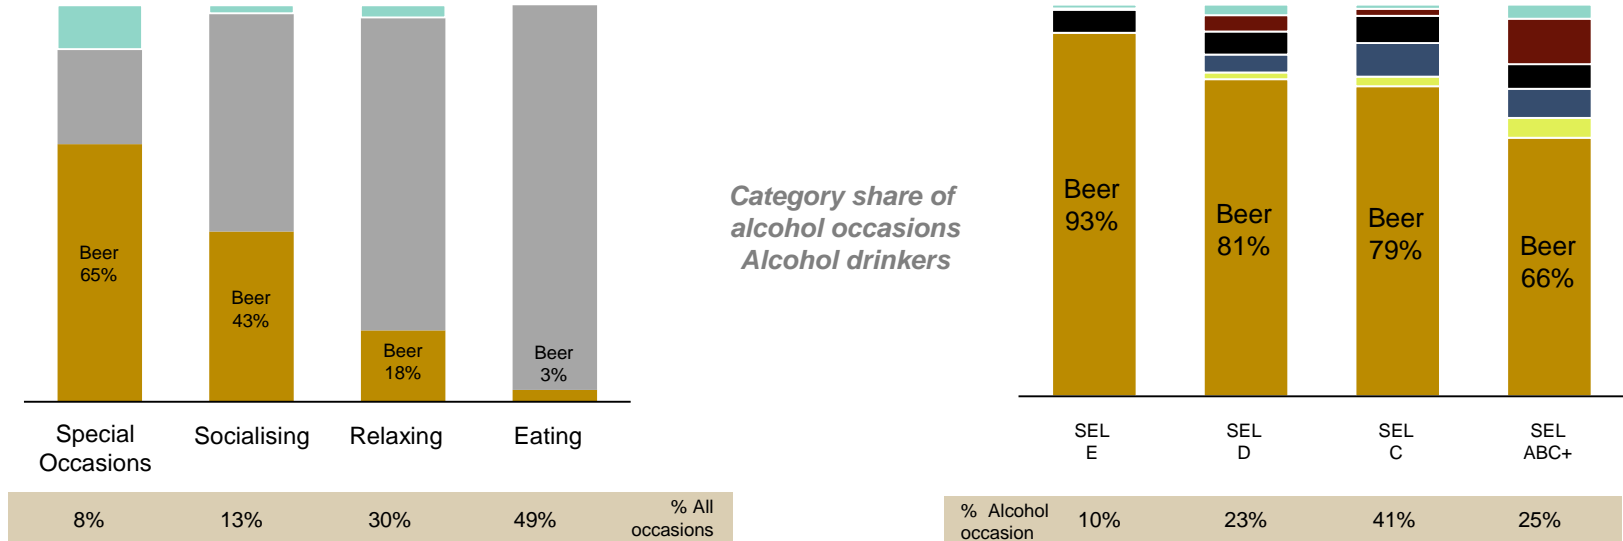 Beer
65%
Beer
43%
Beer
18%
Beer
3%
Special
Occasions
Socialising
Relaxing
Eating
8%
13%
30%
49%
% All
occasions
Category share of
alcohol occasions
Alcohol drinkers
Beer
93%
Beer
81%
Beer
79%
Beer
66%
SEL
E
SEL
D
SEL
C
SEL
ABC+
% Alcohol
occasion
10%
23%
41%
25%